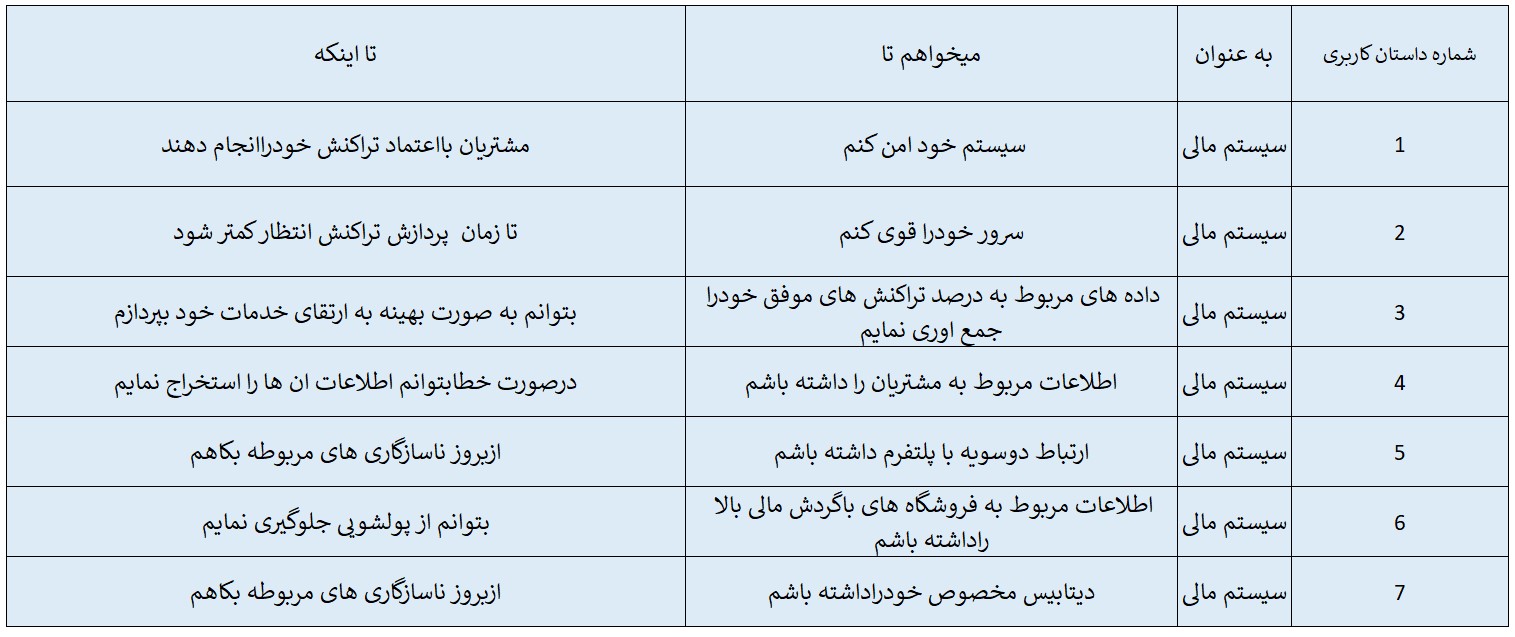 شماره داستان کاربری به عنوان میخواهم تا تا اینکه
1 سیستم مالی سیستم خود امن کنم مشتریان بااعتماد تراکنش خودراانجام دهند
2 سیستم مالی سرور خودرا قوی کنم تا زمان پردازش تراکنش انتظار کمتر شود
3 سیستم مالی داده های مربوط به درصد تراکنش های موفق خودرا
جمع اوری نمایم بتوانم به صورت بهینه به ارتقای خدمات خود بپردازم
4 سیستم مالی اطلاعات مربوط به مشتریان را داشته باشم درصورت خطابتوانم اطلاعات ان ها را استخراج نمایم
5 سیستم مالی ارتباط دوسویه با پلتفرم داشته باشم ازبروز ناسازگاری های مربوطه بکاهم
6 سیستم مالی اطلاعات مربوط به فروشگاه های باگردش مالی بالا
راداشته باشم بتوانم از پولشویی جلوگیری نمایم
7 سیستم مالی دیتابیس مخصوص خودراداشته باشم ازبروز ناسازگاری های مربوطه بکاهم